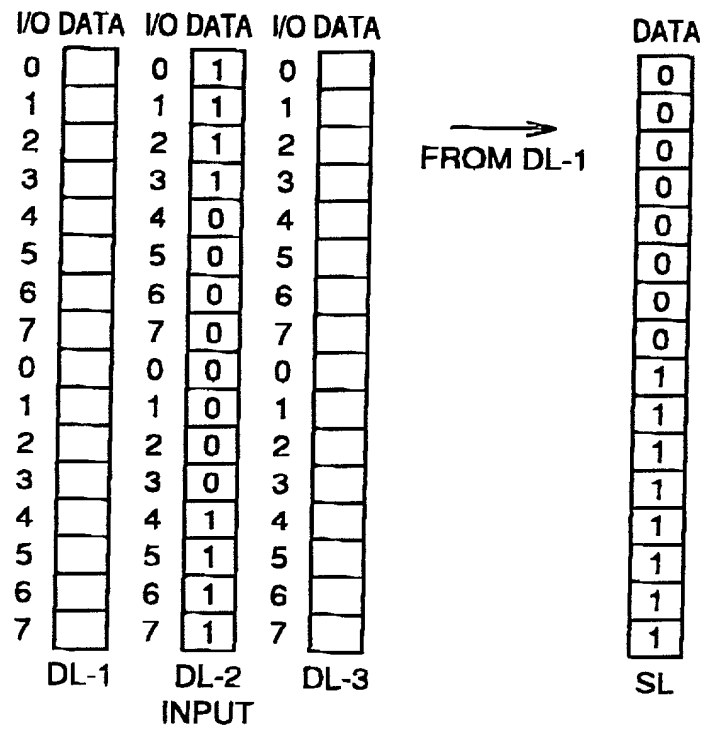 I/O DATA I/O DATA I/O DATA DATA
0 0 1 0 0
1 1 1 1 0
2 2 1 2 0
3 3 1 3 0
FROM DL-1
4 4 0 4 0
5 5 0 5 0
6 6 0 6 0
7 7 0 7 0
0 0 0 0 1
1 1 0 1 1
2 2 0 2 1
3 3 0 3 1
4 4 1 4 1
5 5 1 5 1
6 6 1 6 1
7 7 1 7 1
DL-1 DL-2 DL-3 SL
INPUT